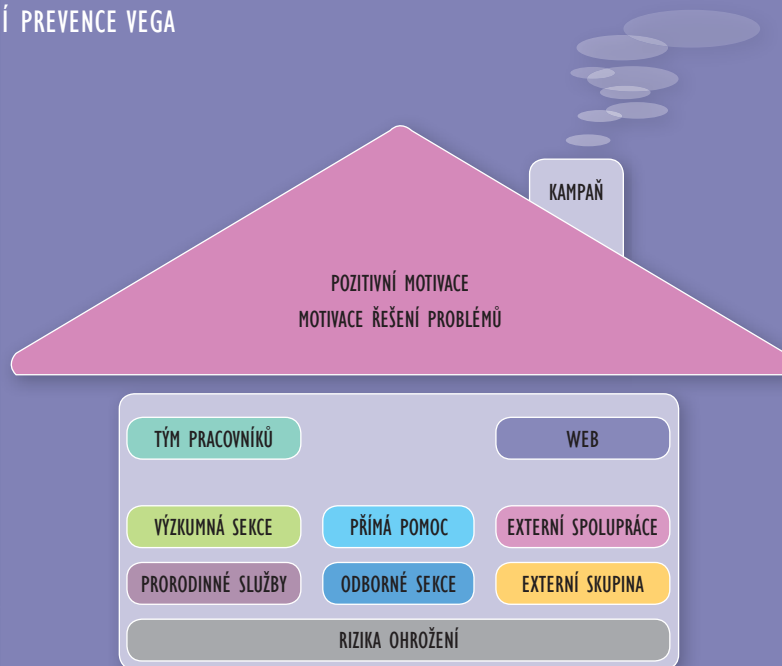 Í PREVENCE VEGA
KAMPAŇ
POZITIVNÍ MOTIVACE
MOTIVACE ŘEŠENÍ PROBLÉMŮ
TÝM PRACOVNÍKŮ
WEB
VÝZKUMNÁ SEKCE
PŘÍMÁ POMOC
EXTERNÍ SPOLUPRÁCE
PRORODINNÉ SLUŽBY
ODBORNÉ SEKCE
EXTERNÍ SKUPINA
RIZIKA OHROŽENÍ